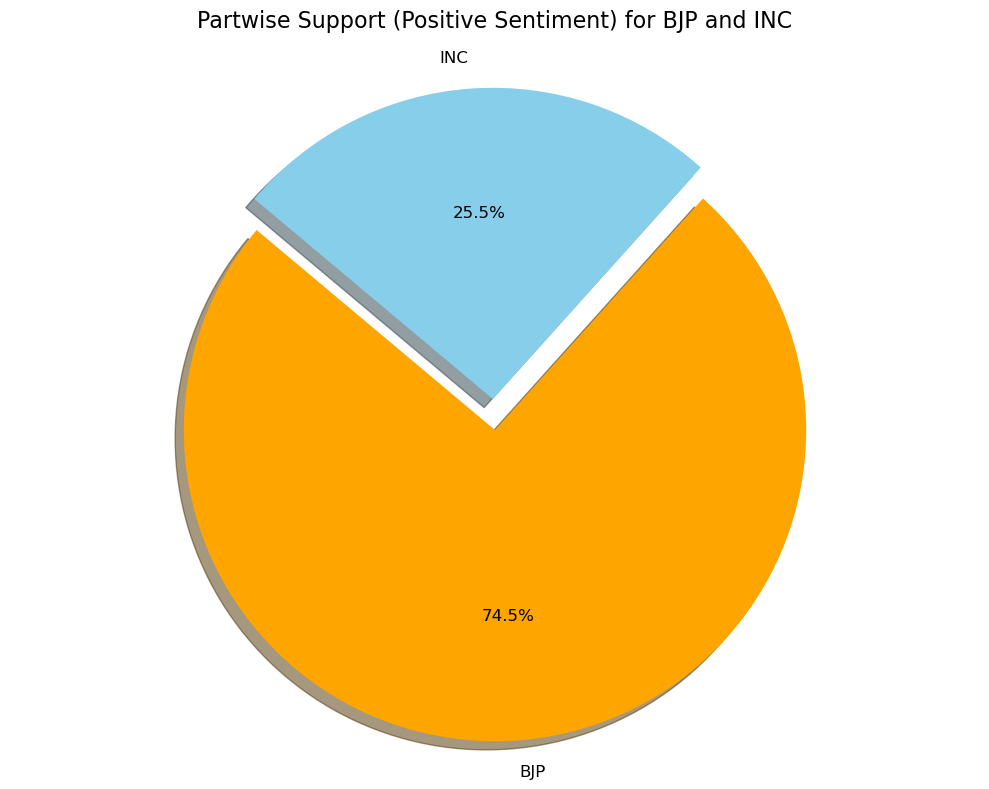 Partwise Support (Positive Sentiment) for BJP and INC
INC
25.5%
74.5%
BJP